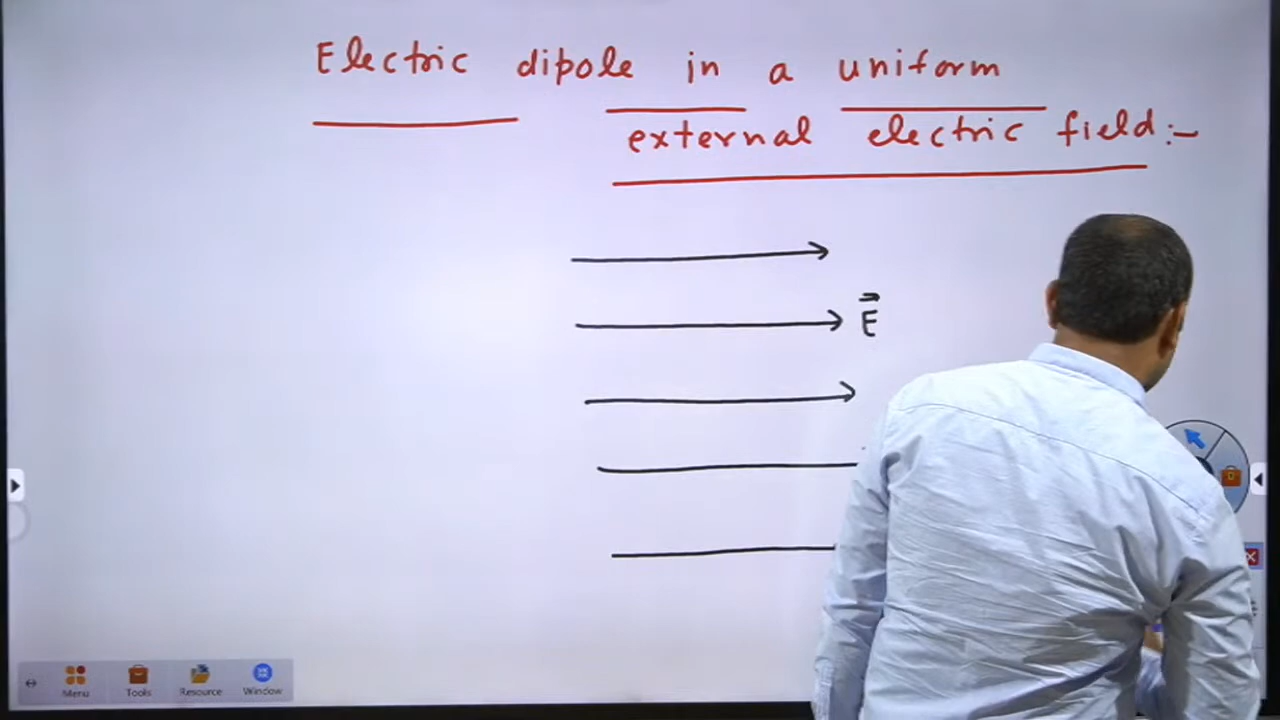 Electric dipole in a uniform
external electric field:-
E
Menu Tools Resource Window